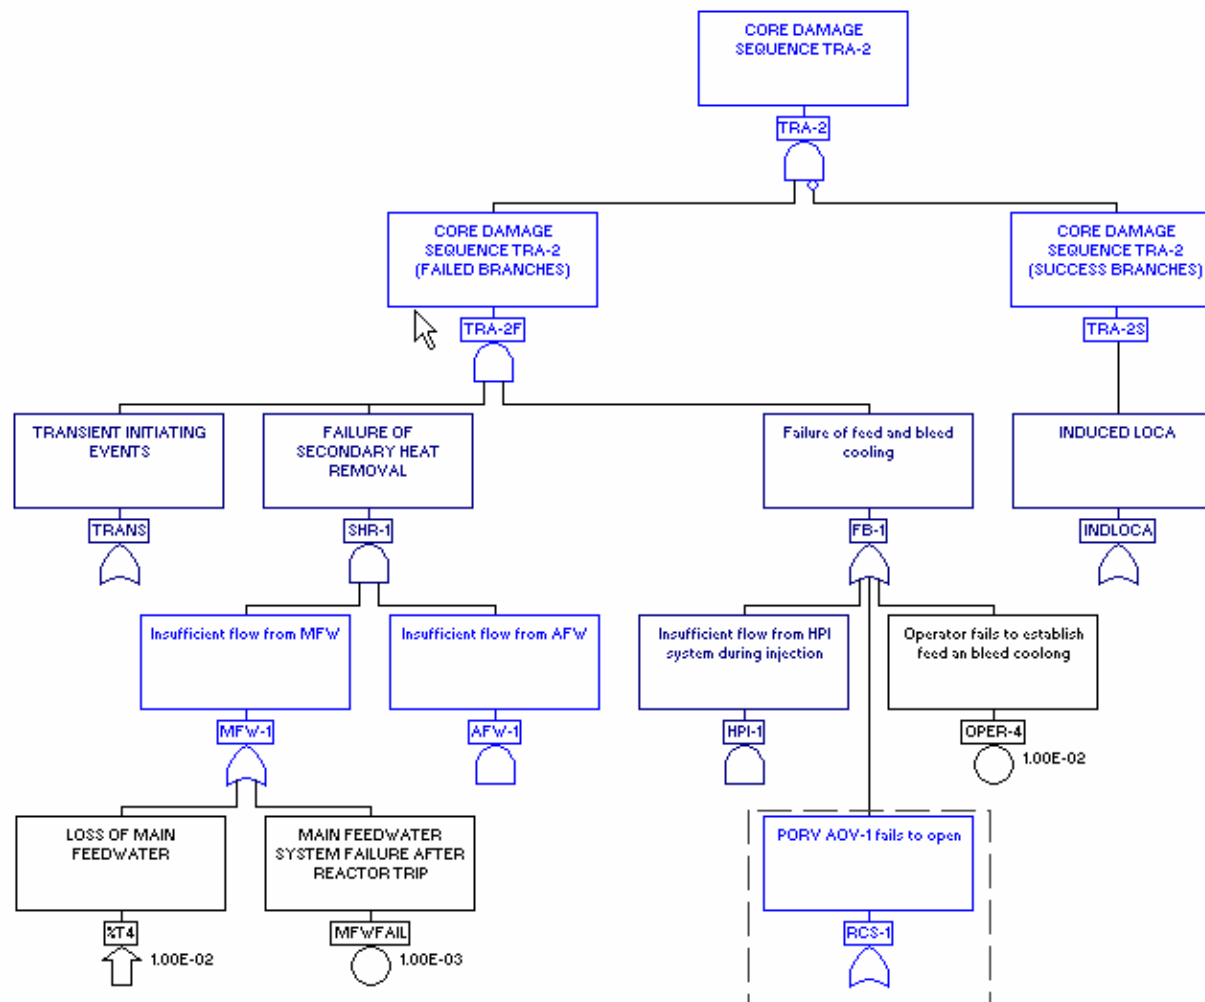 CORE DAMAGE
SEQUENCE TRA-2
TRA-2
CORE DAMAGE
SEQUENCE TRA-2
(FAILED BRANCHES)
CORE DAMAGE
SEQUENCE TRA-2
(SUCCESS BRANCHES)
TRA-2F
TRA-2S
TRANSIENT INITIATING
EVENTS
FAILURE OF
SECONDARY HEAT
REMOVAL
Failure of feed and bleed
cooling
INDUCED LOCA
TRANS
SHR-1
FB-1
INDLOCA
Insufficient flow from MFW
Insufficient flow from AFW
Insufficient flow from HPI
system during injection
Operator fails to establish
feed an bleed coolong
MFW-1
AFW-1
HPI-1
OPER-4
1.00E-02
LOSS OF MAIN
FEEDWATER
MAIN FEEDWATER
SYSTEM FAILURE AFTER
REACTOR TRIP
PORV AOV-1 fails to open
%T4
1.00E-02
MFWFAIL
1.00E-03
RCS-1